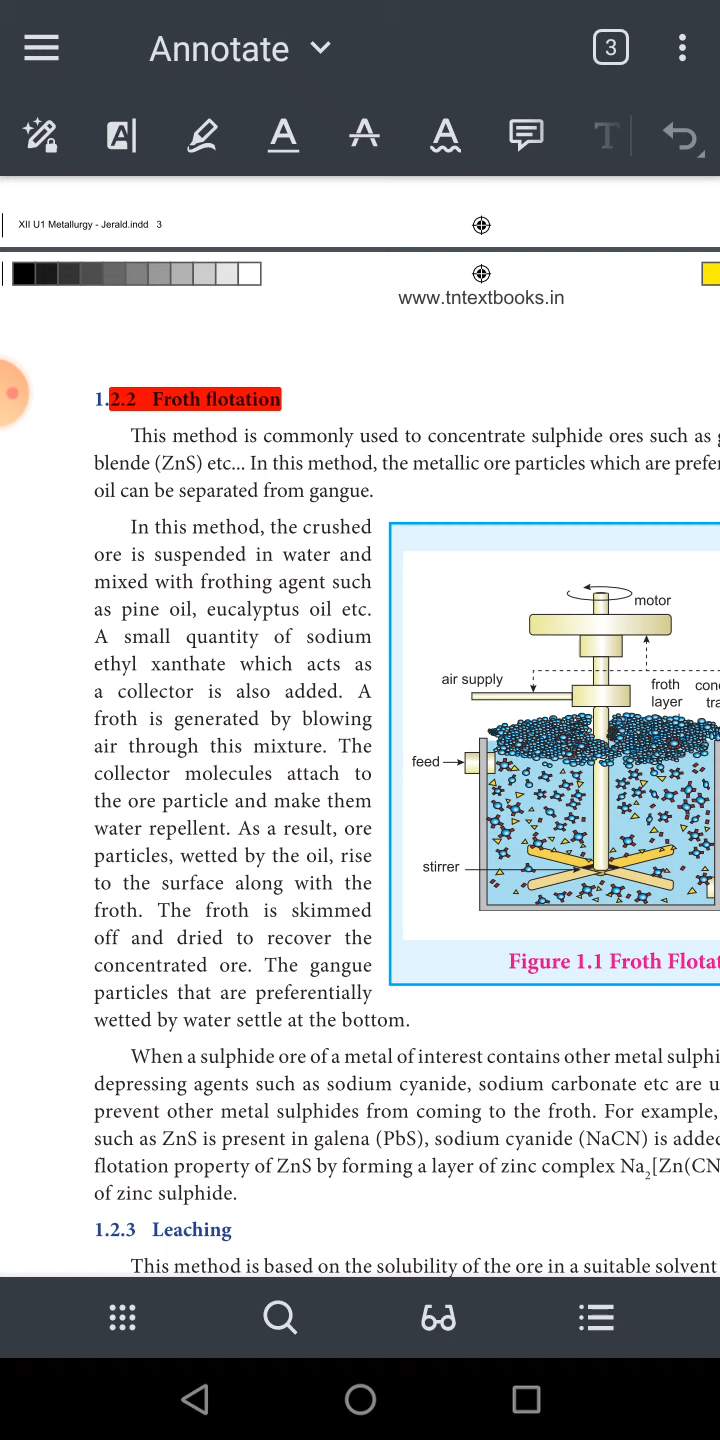 Annotate
3
XII U1 Metallurgy - Jerald.indd 3
www.tntextbooks.in
1.2.2 Froth flotation
This method is commonly used to concentrate sulphide ores such as
blende (ZnS) etc... In this method, the metallic ore particles which are
oil can be separated from gangue.
In this method, the crushed
ore is suspended in water and
mixed with frothing agent such
as pine oil, eucalyptus oil etc.
A small quantity of sodium
ethyl xanthate which acts as
a collector is also added. A
froth is generated by blowing
air through this mixture. The
collector molecules attach to
the ore particle and make them
water repellent. As a result, ore
particles, wetted by the oil, rise
to the surface along with the
froth. The froth is skimmed
off and dried to recover the
concentrated ore. The gangue
particles that are preferentially
wetted by water settle at the bottom.
motor
air supply
froth
layer
feed
stirrer
Figure 1.1 Froth
When a sulphide ore of a metal of interest contains other metal
depressing agents such as sodium cyanide, sodium carbonate etc are
prevent other metal sulphides from coming to the froth. For example,
such as ZnS is present in galena (PbS), sodium cyanide (NaCN) is
flotation property of ZnS by forming a layer of zinc complex Na₂[Zn(CN
of zinc sulphide.
1.2.3 Leaching
This method is based on the solubility of the ore in a suitable solvent